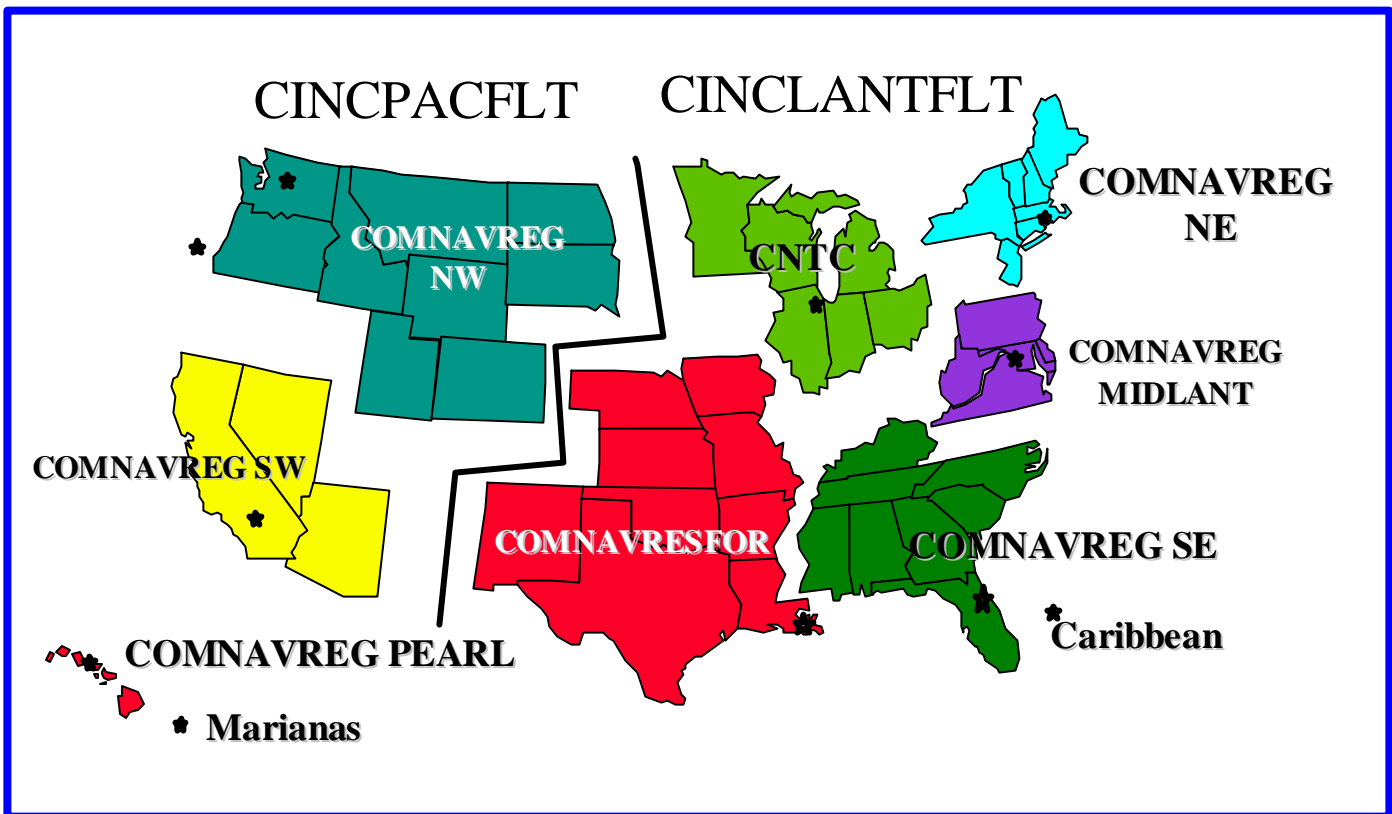 CINCPACFLT
CINCLANTFLT
COMNAVREG
NE
COMNAVREG
NW
CNTC
COMNAVREG
MIDLANT
COMNAVREG SW
COMNAVRESFOR
COMNAVREG SE
Caribbean
COMNAVREG PEARL
Marianas